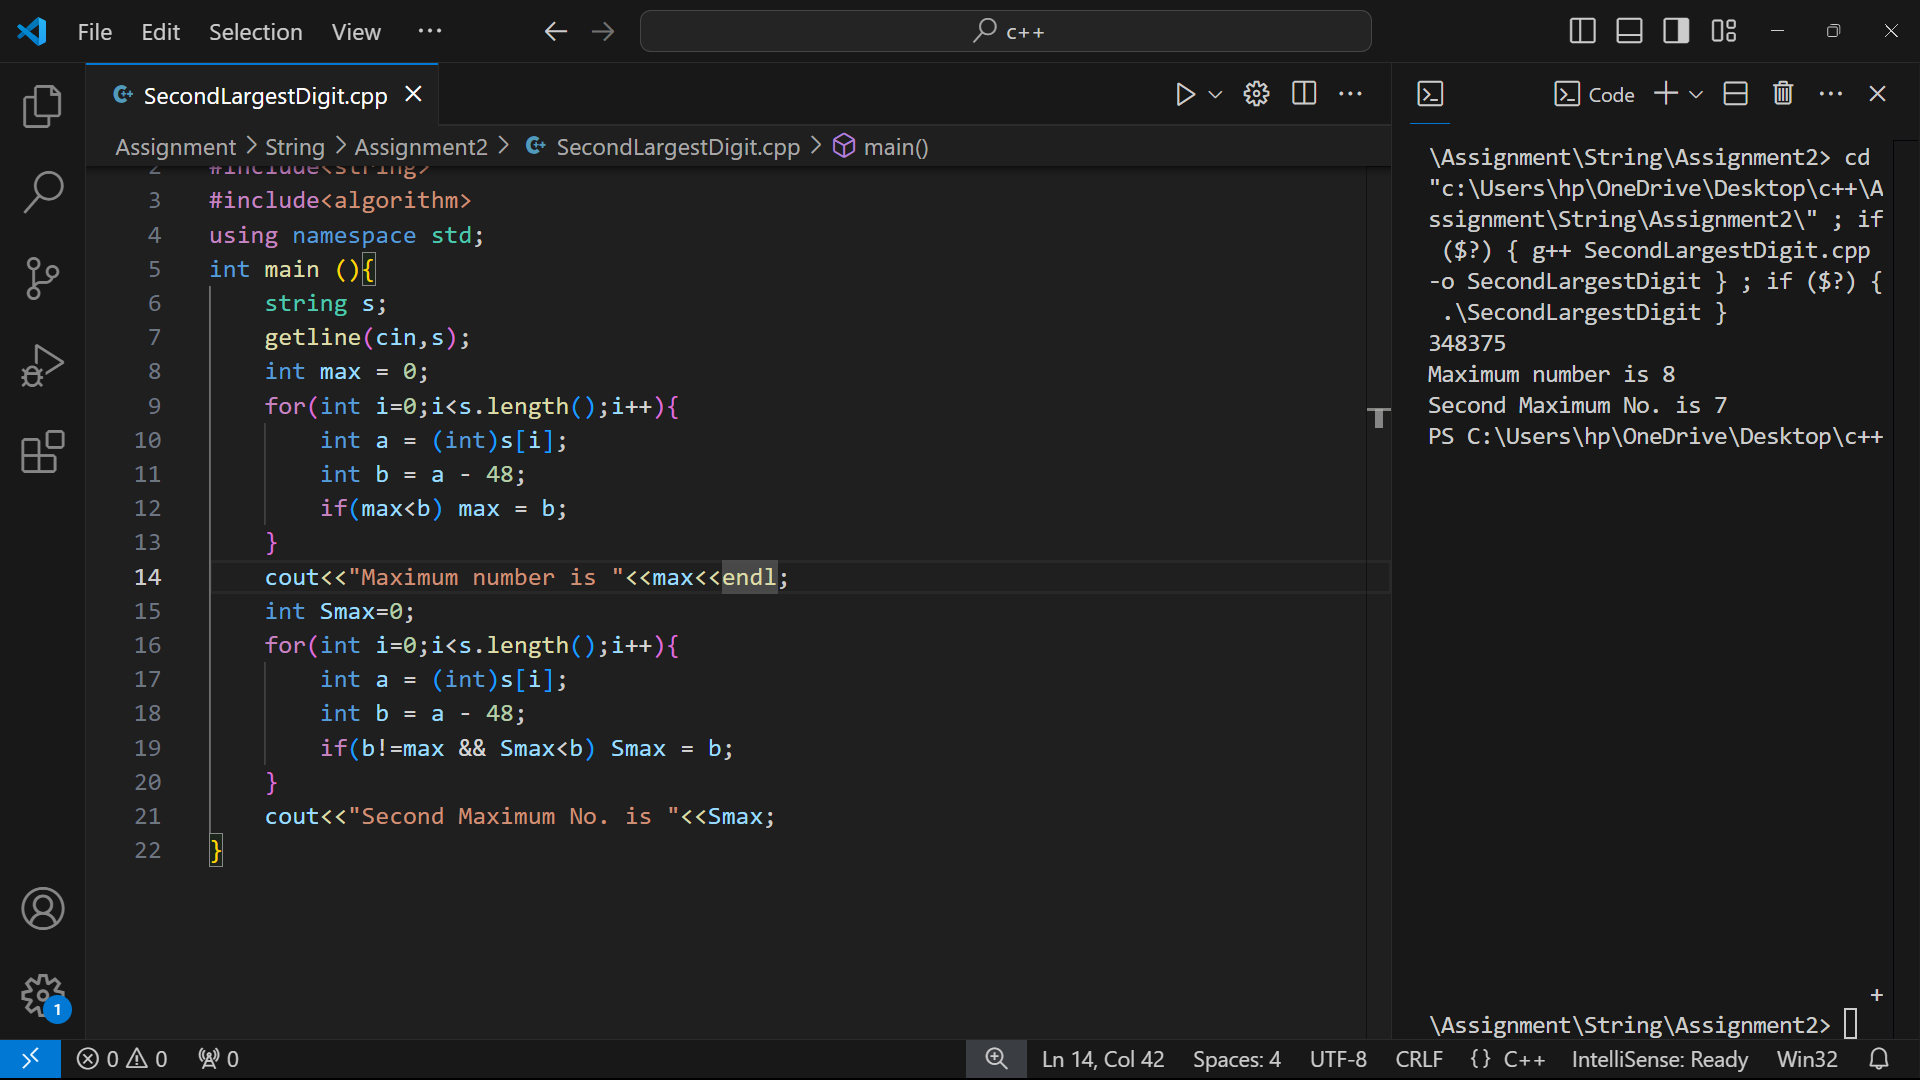 File Edit Selection View ···
c++
SecondLargestDigit.cpp
Assignment > String > Assignment2 > SecondLargestDigit.cpp > main()
2 #include<string>
3 #include<algorithm>
4 using namespace std;
5 int main (){
6 string s;
7 getline(cin,s);
8 int max = 0;
9 for(int i=0;i<s.length();i++){
10 int a = (int)s[i];
11 int b = a - 48;
12 if(max<b) max = b;
13 }
14 cout<<"Maximum number is "<<max<<endl;
15 int Smax=0;
16 for(int i=0;i<s.length();i++){
17 int a = (int)s[i];
18 int b = a - 48;
19 if(b!=max && Smax<b) Smax = b;
20 }
21 cout<<"Second Maximum No. is "<<Smax;
22 }
Code
\Assignment\String\Assignment2> cd
"c:\Users\hp\OneDrive\Desktop\c++\A
ssignment\String\Assignment2\" ; if
($?) { g++ SecondLargestDigit.cpp
-o SecondLargestDigit } ; if ($?) {
.\SecondLargestDigit }
348375
Maximum number is 8
Second Maximum No. is 7
PS C:\Users\hp\OneDrive\Desktop\c++
\Assignment\String\Assignment2>
1
0 0 0 Ln 14, Col 42 Spaces: 4 UTF-8 CRLF {} C++ IntelliSense: Ready Win32